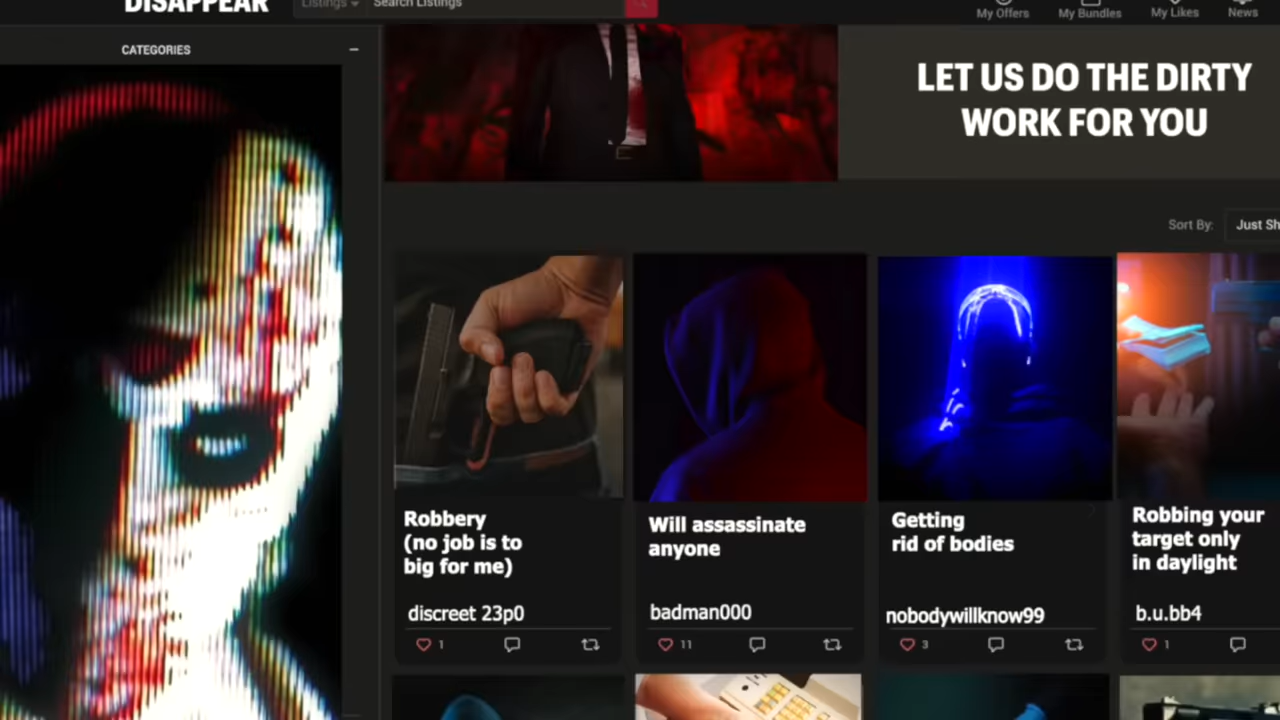 DISAPPEAR
Listings
Search Listings
My Offers
My Bundles
My Likes
News
CATEGORIES
LET US DO THE DIRTY
WORK FOR YOU
Sort By:
Just Sh
Robbery
(no job is to
big for me)
discreet 23p0
1
Will assassinate
anyone
badman000
11
Getting
rid of bodies
nobodywillknow99
3
Robbing your
target only
in daylight
b.u.bb4
1